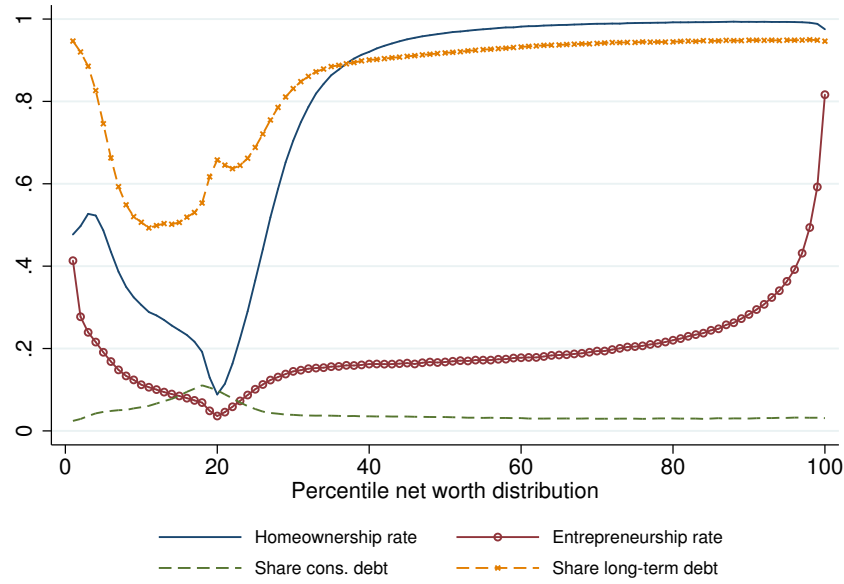 1
.8
.6
.4
.2
0
0 20 40 60 80 100
Percentile net worth distribution
Homeownership rate Entrepreneurship rate
Share cons. debt Share long-term debt